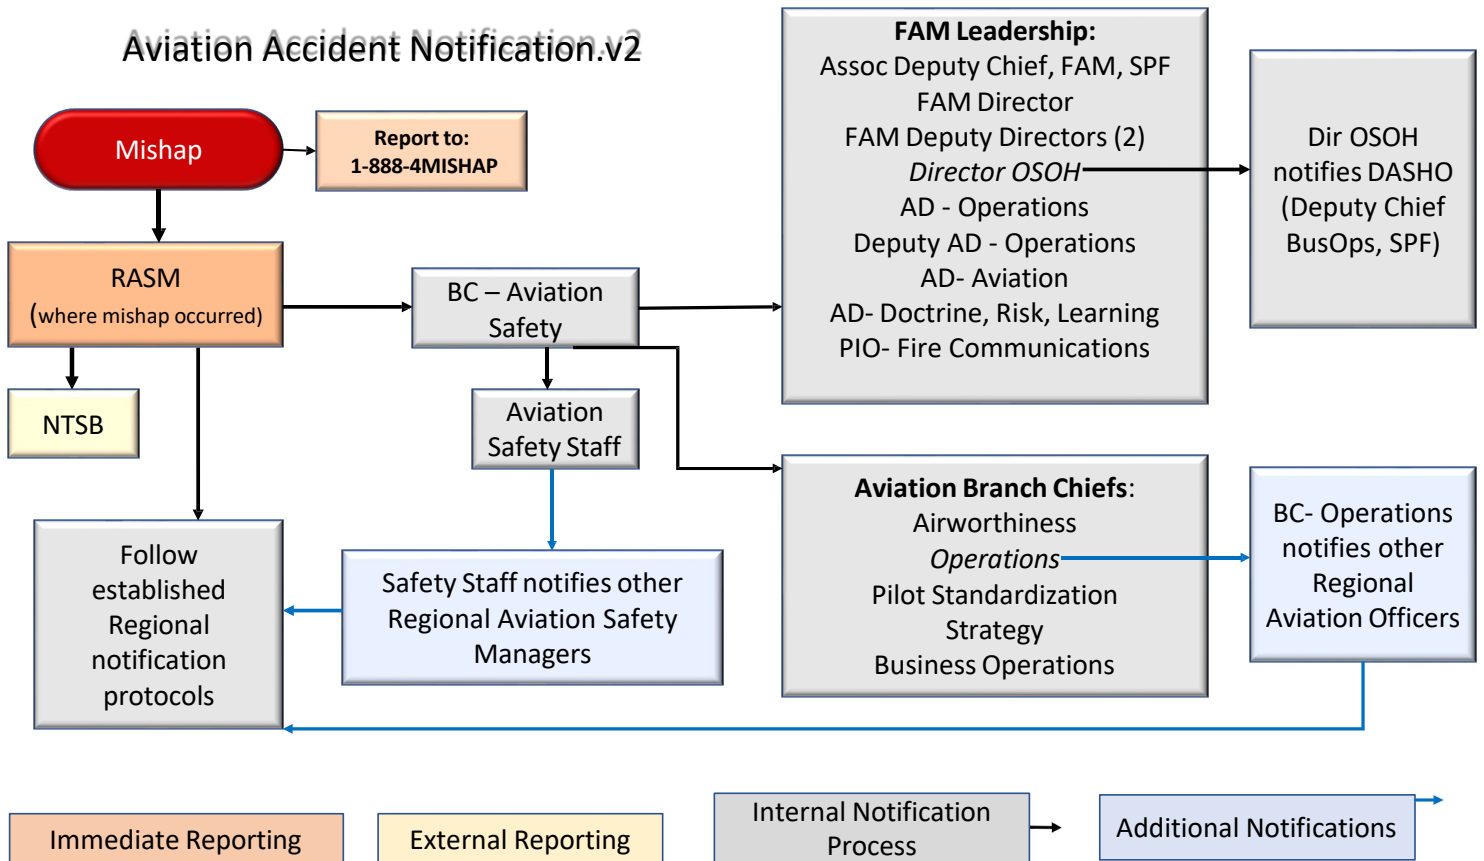 Aviation Accident Notification.v2
Mishap
Report to:
1-888-4MISHAP
RASM
(where mishap occurred)
NTSB
BC – Aviation
Safety
Aviation
Safety Staff
FAM Leadership:
Assoc Deputy Chief, FAM, SPF
FAM Director
FAM Deputy Directors (2)
Director OSOH
AD - Operations
Deputy AD - Operations
AD- Aviation
AD- Doctrine, Risk, Learning
PIO- Fire Communications
Dir OSOH
notifies DASHO
(Deputy Chief
BusOps, SPF)
Aviation Branch Chiefs:
Airworthiness
Operations
Pilot Standardization
Strategy
Business Operations
BC- Operations
notifies other
Regional
Aviation Officers
Follow
established
Regional
notification
protocols
Safety Staff notifies other
Regional Aviation Safety
Managers
Immediate Reporting
External Reporting
Internal Notification
Process
Additional Notifications